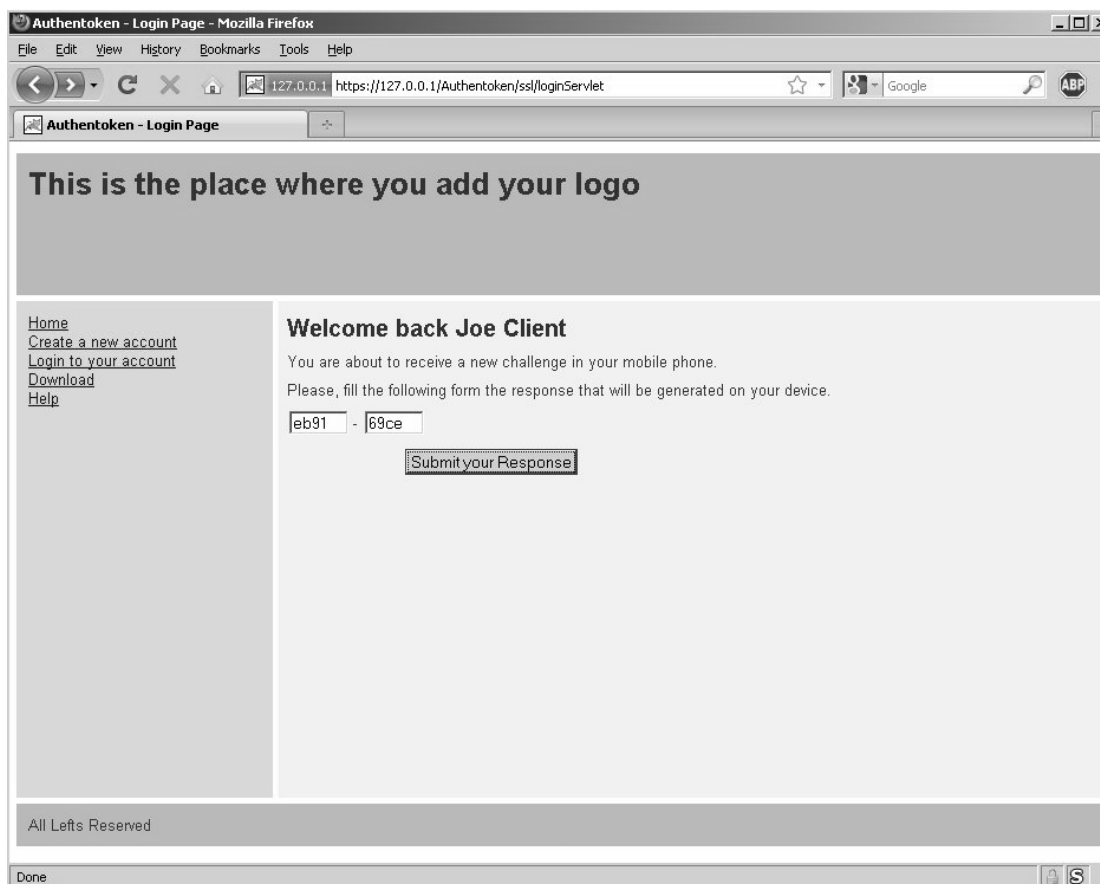 Authentoken - Login Page - Mozilla Firefox
File Edit View History Bookmarks Tools Help
127.0.0.1 https://127.0.0.1/Authentoken/ssl/loginServlet Google ABP
Authentoken - Login Page
This is the place where you add your logo
Home
Create a new account
Login to your account
Download
Help
Welcome back Joe Client
You are about to receive a new challenge in your mobile phone.
Please, fill the following form the response that will be generated on your device.
eb91 - 69ce
Submit your Response
All Lefts Reserved
Done S